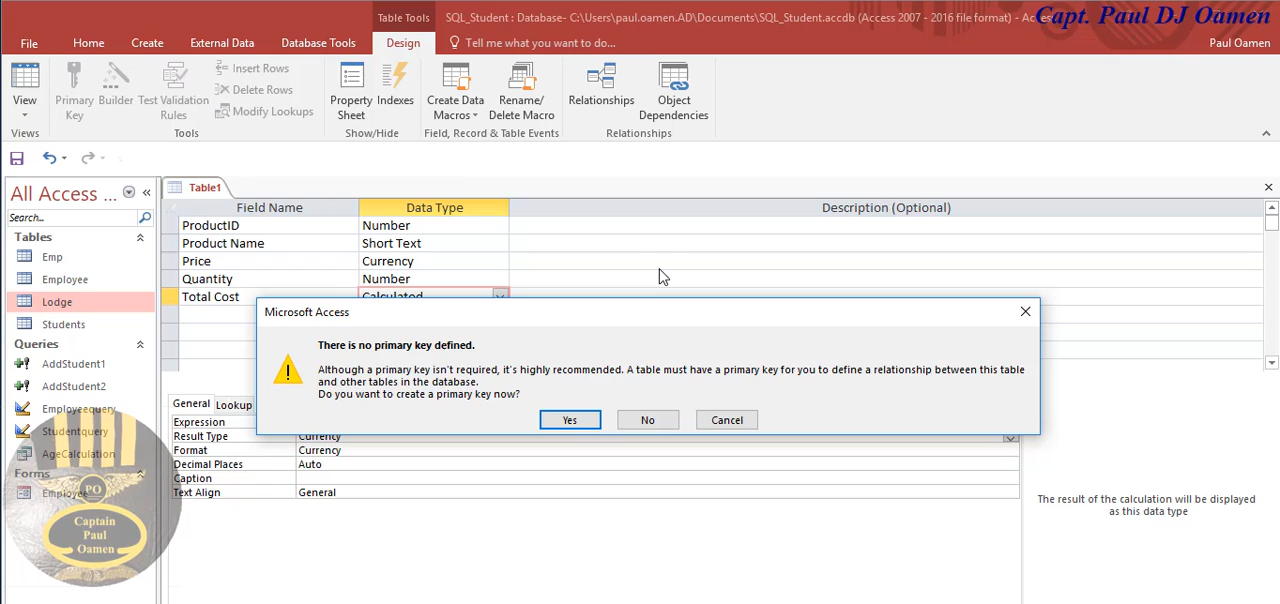 Table Tools
SQL_Student : Database- C:\Users\paul.oamen.AD\Documents\SQL_Student.accdb (Access 2007 - 2016 file format) - Acce
Capt. Paul DJ Oamen
File Home Create External Data Database Tools Design Tell me what you want to do... Paul Oamen
View
Primary Key
Builder
Test Validation Rules
Insert Rows
Delete Rows
Modify Lookups
Property Sheet
Indexes
Create Data Macros
Rename/ Delete Macro
Relationships
Object Dependencies
Views Tools Show/Hide Field, Record & Table Events Relationships
All Access ...
Search...
Tables
Emp
Employee
Lodge
Students
Queries
AddStudent1
AddStudent2
Employeequery
Studentquery
AgeCalculation
Forms
Employee
PO
Captain
Paul
Oamen
Table1
Field Name Data Type Description (Optional)
ProductID Number
Product Name Short Text
Price Currency
Quantity Number
Total Cost Calculated
Microsoft Access
There is no primary key defined.
Although a primary key isn't required, it's highly recommended. A table must have a primary key for you to define a relationship between this table
and other tables in the database.
Do you want to create a primary key now?
Yes No Cancel
General Lookup
Expression
Result Type Currency
Format Currency
Decimal Places Auto
Caption
Text Align General
The result of the calculation will be displayed
as this data type